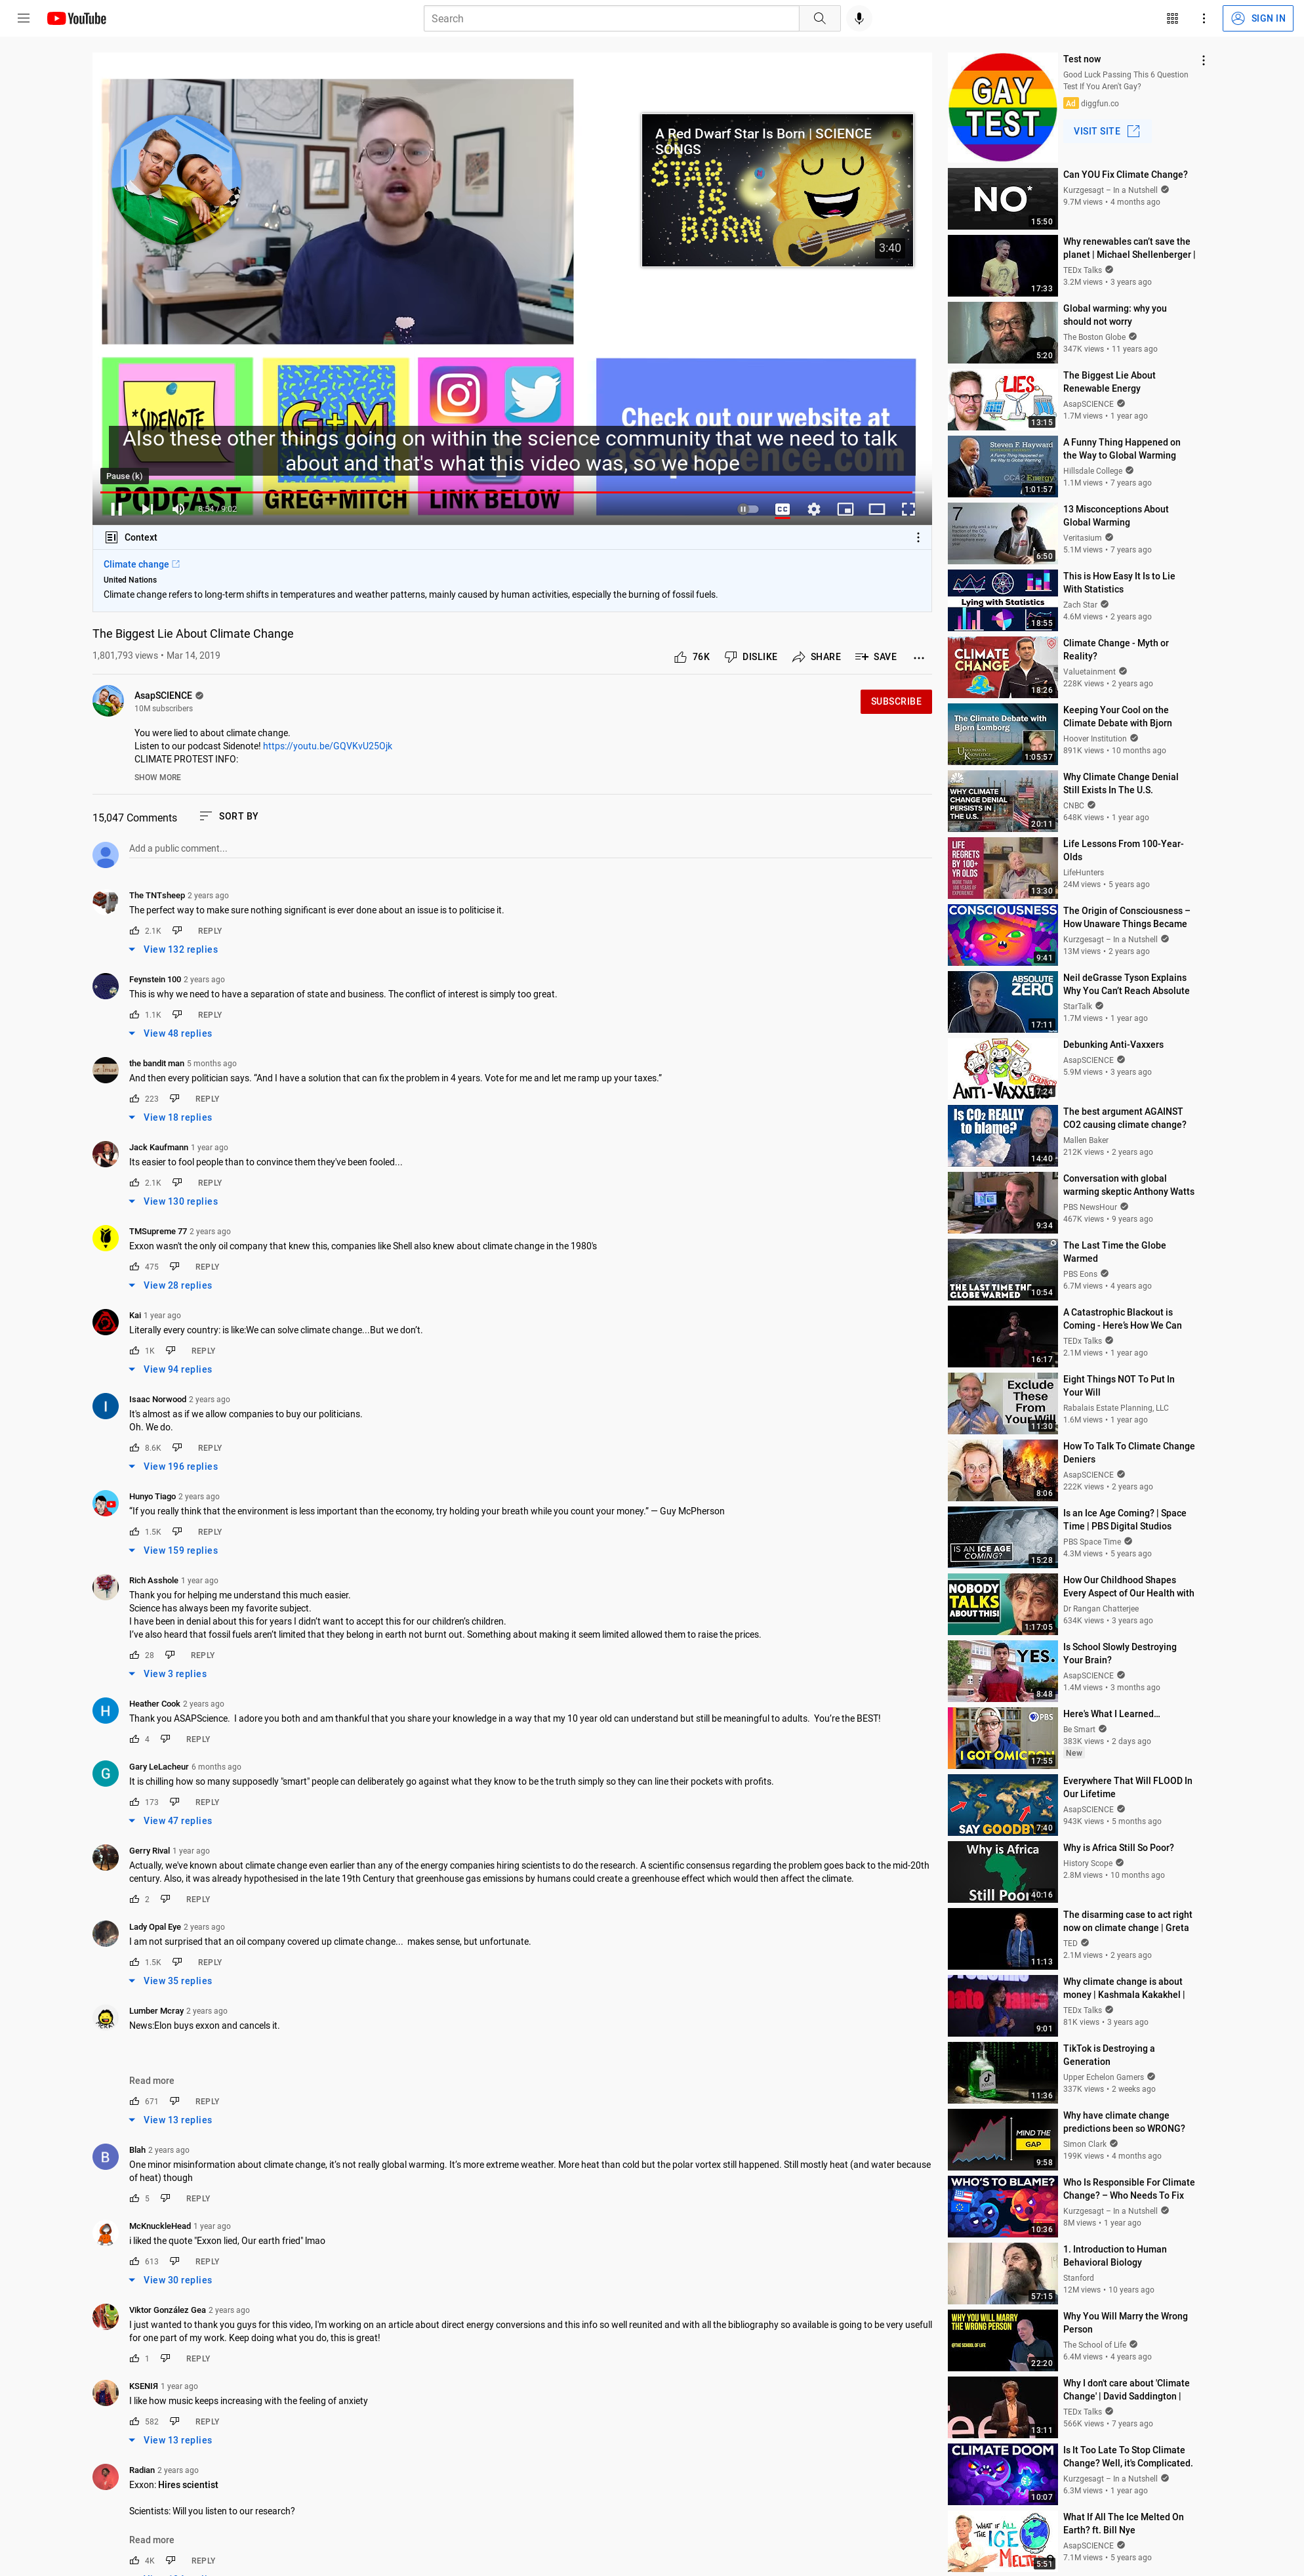 YouTube
Search
SIGN IN
A Red Dwarf Star Is Born | SCIENCE
SONGS
STAR
IS
BORN
3:40
*SIDENOTE
PODCAST
G+M
GREG+MITCH
LINK BELOW
Check out our website at
asapscience.com
Also these other things going on within the science community that we need to talk
about and that's what this video was, so we hope
Pause (k)
8:54 / 9:02
CC
Context
Climate change
United Nations
Climate change refers to long-term shifts in temperatures and weather patterns, mainly caused by human activities, especially the burning of fossil fuels.
The Biggest Lie About Climate Change
1,801,793 views • Mar 14, 2019
76K
DISLIKE
SHARE
SAVE
AsapSCIENCE
10M subscribers
SUBSCRIBE
You were lied to about climate change.
Listen to our podcast Sidenote! https://youtu.be/GQVKvU25Ojk
CLIMATE PROTEST INFO:
SHOW MORE
15,047 Comments
SORT BY
Add a public comment...
The TNTsheep 2 years ago
The perfect way to make sure nothing significant is ever done about an issue is to politicise it.
2.1K REPLY
View 132 replies
Feynstein 100 2 years ago
This is why we need to have a separation of state and business. The conflict of interest is simply too great.
1.1K REPLY
View 48 replies
the bandit man 5 months ago
And then every politician says. “And I have a solution that can fix the problem in 4 years. Vote for me and let me ramp up your taxes.”
223 REPLY
View 18 replies
Jack Kaufmann 1 year ago
Its easier to fool people than to convince them they've been fooled...
2.1K REPLY
View 130 replies
TMSupreme 77 2 years ago
Exxon wasn't the only oil company that knew this, companies like Shell also knew about climate change in the 1980's
475 REPLY
View 28 replies
Kai 1 year ago
Literally every country: is like:We can solve climate change...But we don’t.
1K REPLY
View 94 replies
I
Isaac Norwood 2 years ago
It's almost as if we allow companies to buy our politicians.
Oh. We do.
8.6K REPLY
View 196 replies
Hunyo Tiago 2 years ago
“If you really think that the environment is less important than the economy, try holding your breath while you count your money.” — Guy McPherson
1.5K REPLY
View 159 replies
Rich Asshole 1 year ago
Thank you for helping me understand this much easier.
Science has always been my favorite subject.
I have been in denial about this for years I didn’t want to accept this for our children’s children.
I’ve also heard that fossil fuels aren’t limited that they belong in earth not burnt out. Something about making it seem limited allowed them to raise the prices.
28 REPLY
View 3 replies
H
Heather Cook 2 years ago
Thank you ASAPScience. I adore you both and am thankful that you share your knowledge in a way that my 10 year old can understand but still be meaningful to adults. You’re the BEST!
4 REPLY
G
Gary LeLacheur 6 months ago
It is chilling how so many supposedly "smart" people can deliberately go against what they know to be the truth simply so they can line their pockets with profits.
173 REPLY
View 47 replies
Gerry Rival 1 year ago
Actually, we've known about climate change even earlier than any of the energy companies hiring scientists to do the research. A scientific consensus regarding the problem goes back to the mid-20th
century. Also, it was already hypothesised in the late 19th Century that greenhouse gas emissions by humans could create a greenhouse effect which would then affect the climate.
2 REPLY
Lady Opal Eye 2 years ago
I am not surprised that an oil company covered up climate change... makes sense, but unfortunate.
1.5K REPLY
View 35 replies
Lumber Mcray 2 years ago
News:Elon buys exxon and cancels it.
Read more
671 REPLY
View 13 replies
B
Blah 2 years ago
One minor misinformation about climate change, it’s not really global warming. It’s more extreme weather. More heat than cold but the polar vortex still happened. Still mostly heat (and water because
of heat) though
5 REPLY
McKnuckleHead 1 year ago
i liked the quote "Exxon lied, Our earth fried" lmao
613 REPLY
View 30 replies
Viktor González Gea 2 years ago
I just wanted to thank you guys for this video, I'm working on an article about direct energy conversions and this info so well reunited and with all the bibliography so available is going to be very usefull
for one part of my work. Keep doing what you do, this is great!
1 REPLY
KSENIЯ 1 year ago
I like how music keeps increasing with the feeling of anxiety
582 REPLY
View 13 replies
Radian 2 years ago
Exxon: Hires scientist
Scientists: Will you listen to our research?
Read more
4K REPLY
GAY
TEST
Test now
Good Luck Passing This 6 Question
Test If You Aren't Gay?
Ad diggfun.co
VISIT SITE
NO*
15:50
Can YOU Fix Climate Change?
Kurzgesagt – In a Nutshell
9.7M views • 4 months ago
17:33
Why renewables can’t save the
planet | Michael Shellenberger |
TEDx Talks
3.2M views • 3 years ago
5:20
Global warming: why you
should not worry
The Boston Globe
347K views • 11 years ago
LIES
13:15
The Biggest Lie About
Renewable Energy
AsapSCIENCE
1.7M views • 1 year ago
Steven F. Hayward
1:01:57
A Funny Thing Happened on
the Way to Global Warming
Hillsdale College
1.1M views • 7 years ago
7
6:50
13 Misconceptions About
Global Warming
Veritasium
5.1M views • 7 years ago
Lying with Statistics
18:55
This is How Easy It Is to Lie
With Statistics
Zach Star
4.6M views • 2 years ago
CLIMATE
CHANGE
18:26
Climate Change - Myth or
Reality?
Valuetainment
228K views • 2 years ago
The Climate Debate with
Bjorn Lomborg
1:05:57
Keeping Your Cool on the
Climate Debate with Bjorn
Hoover Institution
891K views • 10 months ago
WHY CLIMATE
CHANGE DENIAL
PERSISTS IN
THE U.S.
20:11
Why Climate Change Denial
Still Exists In The U.S.
CNBC
648K views • 1 year ago
LIFE
REGRETS
BY 100+
YR OLDS
13:30
Life Lessons From 100-Year-
Olds
LifeHunters
24M views • 5 years ago
CONSCIOUSNESS
9:41
The Origin of Consciousness –
How Unaware Things Became
Kurzgesagt – In a Nutshell
13M views • 2 years ago
ABSOLUTE
ZERO
17:11
Neil deGrasse Tyson Explains
Why You Can’t Reach Absolute
StarTalk
1.7M views • 1 year ago
ANTI-VAXXERS
7:24
Debunking Anti-Vaxxers
AsapSCIENCE
5.9M views • 3 years ago
Is CO2 REALLY
to blame?
14:40
The best argument AGAINST
CO2 causing climate change?
Mallen Baker
212K views • 2 years ago
9:34
Conversation with global
warming skeptic Anthony Watts
PBS NewsHour
467K views • 9 years ago
THE LAST TIME THE
GLOBE WARMED
10:54
The Last Time the Globe
Warmed
PBS Eons
6.7M views • 4 years ago
16:17
A Catastrophic Blackout is
Coming - Here's How We Can
TEDx Talks
2.1M views • 1 year ago
Exclude
These
From
Your Will
11:30
Eight Things NOT To Put In
Your Will
Rabalais Estate Planning, LLC
1.6M views • 1 year ago
8:06
How To Talk To Climate Change
Deniers
AsapSCIENCE
222K views • 2 years ago
IS AN ICE AGE
COMING?
15:28
Is an Ice Age Coming? | Space
Time | PBS Digital Studios
PBS Space Time
4.3M views • 5 years ago
NOBODY
TALKS
ABOUT THIS!
1:17:05
How Our Childhood Shapes
Every Aspect of Our Health with
Dr Rangan Chatterjee
634K views • 3 years ago
YES.
8:48
Is School Slowly Destroying
Your Brain?
AsapSCIENCE
1.4M views • 3 months ago
PBS
I GOT OMICRON
17:55
Here's What I Learned...
Be Smart
383K views • 2 days ago
New
SAY GOODBYE
7:40
Everywhere That Will FLOOD In
Our Lifetime
AsapSCIENCE
943K views • 5 months ago
Why is Africa
Still Poor
40:16
Why is Africa Still So Poor?
History Scope
2.8M views • 10 months ago
11:13
The disarming case to act right
now on climate change | Greta
TED
2.1M views • 2 years ago
9:01
Why climate change is about
money | Kashmala Kakakhel |
TEDx Talks
81K views • 3 years ago
11:36
TikTok is Destroying a
Generation
Upper Echelon Gamers
337K views • 2 weeks ago
MIND THE
GAP
9:58
Why have climate change
predictions been so WRONG?
Simon Clark
199K views • 4 months ago
WHO'S TO BLAME?
10:36
Who Is Responsible For Climate
Change? – Who Needs To Fix
Kurzgesagt – In a Nutshell
8M views • 1 year ago
57:15
1. Introduction to Human
Behavioral Biology
Stanford
12M views • 10 years ago
WHY YOU WILL MARRY
THE WRONG PERSON
@THE SCHOOL OF LIFE
22:20
Why You Will Marry the Wrong
Person
The School of Life
6.4M views • 4 years ago
13:11
Why I don't care about 'Climate
Change' | David Saddington |
TEDx Talks
566K views • 7 years ago
CLIMATE DOOM
10:07
Is It Too Late To Stop Climate
Change? Well, it's Complicated.
Kurzgesagt – In a Nutshell
6.3M views • 1 year ago
WHAT IF ALL
THE ICE
MELTED
5:51
What If All The Ice Melted On
Earth? ft. Bill Nye
AsapSCIENCE
7.1M views • 5 years ago